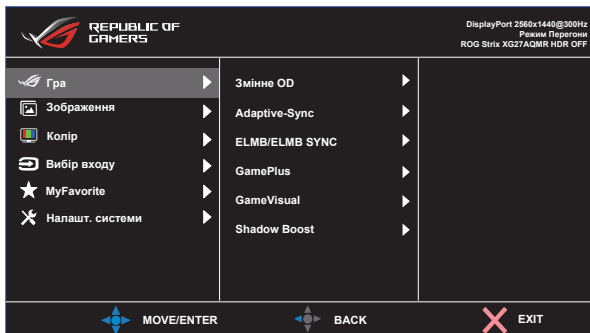 REPUBLIC OF
GAMERS
DisplayPort 2560x1440@300Hz
Режим Перегони
ROG Strix XG27AQMR HDR OFF
Гра
Зображення
Колір
Вибір входу
MyFavorite
Налашт. системи
Змінне OD
Adaptive-Sync
ELMB/ELMB SYNC
GamePlus
GameVisual
Shadow Boost
MOVE/ENTER
BACK
EXIT